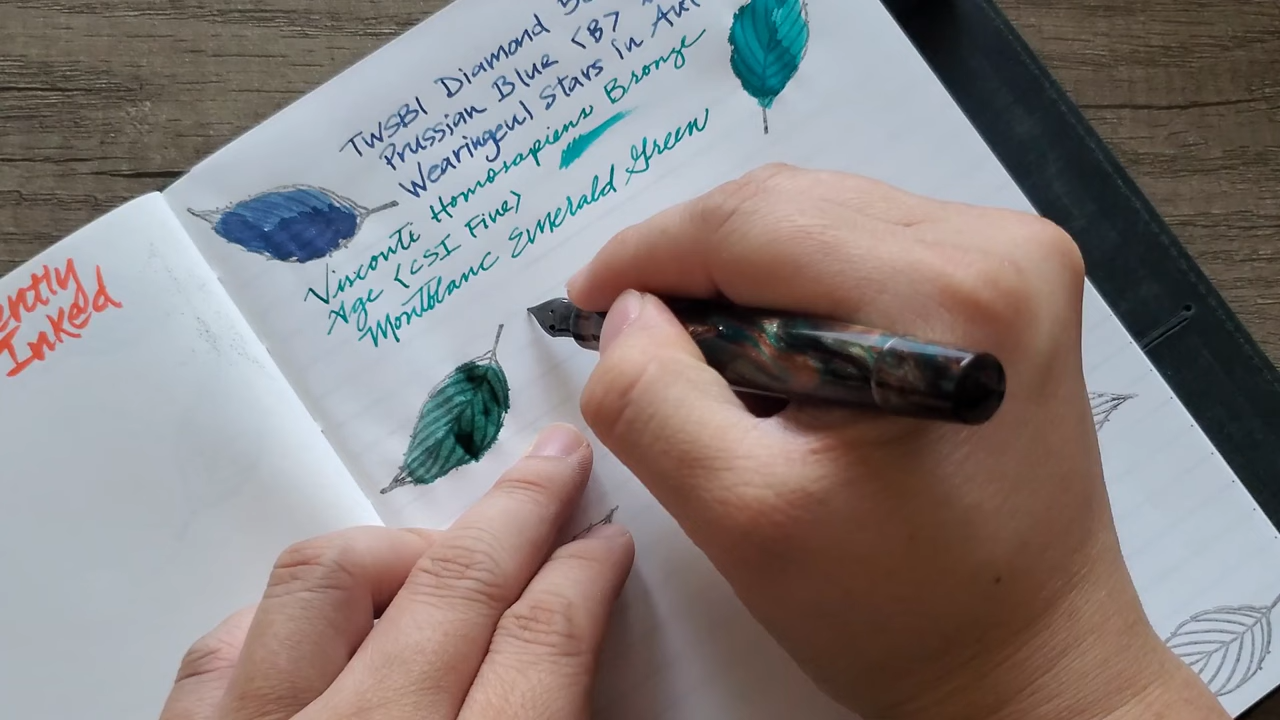 ently
Inked
TWSBI Diamond
Prussian Blue <B>
Wearingeul Stars in
Visconti Homosapiens Bronze
Age <CSI Fine>
Montblanc Emerald Green